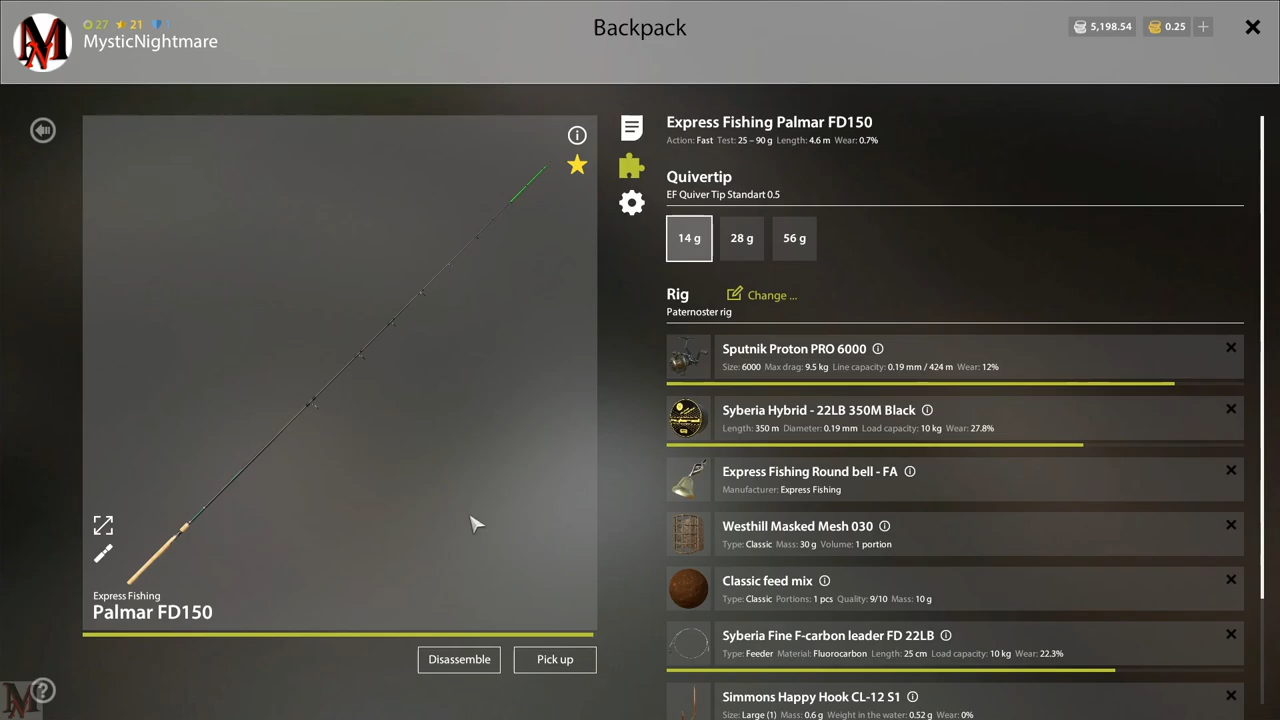 27 21
MysticNightmare
Backpack
5,198.54
0.25
Express Fishing Palmar FD150
Action: Fast Test: 25 – 90 g Length: 4.6 m Wear: 0.7%
Quivertip
EF Quiver Tip Standart 0.5
14 g
28 g
56 g
Rig
Change ...
Paternoster rig
Sputnik Proton PRO 6000
Size: 6000 Max drag: 9.5 kg Line capacity: 0.19 mm / 424 m Wear: 12%
Syberia Hybrid - 22LB 350M Black
Length: 350 m Diameter: 0.19 mm Load capacity: 10 kg Wear: 27.8%
Express Fishing Round bell - FA
Manufacturer: Express Fishing
Westhill Masked Mesh 030
Type: Classic Mass: 30 g Volume: 1 portion
Classic feed mix
Type: Classic Portions: 1 pcs Quality: 9/10 Mass: 10 g
Syberia Fine F-carbon leader FD 22LB
Type: Feeder Material: Fluorocarbon Length: 25 cm Load capacity: 10 kg Wear: 22.3%
Simmons Happy Hook CL-12 S1
Size: Large (1) Mass: 0.6 g Weight in the water: 0.52 g Wear: 0%
Express Fishing
Palmar FD150
Disassemble
Pick up